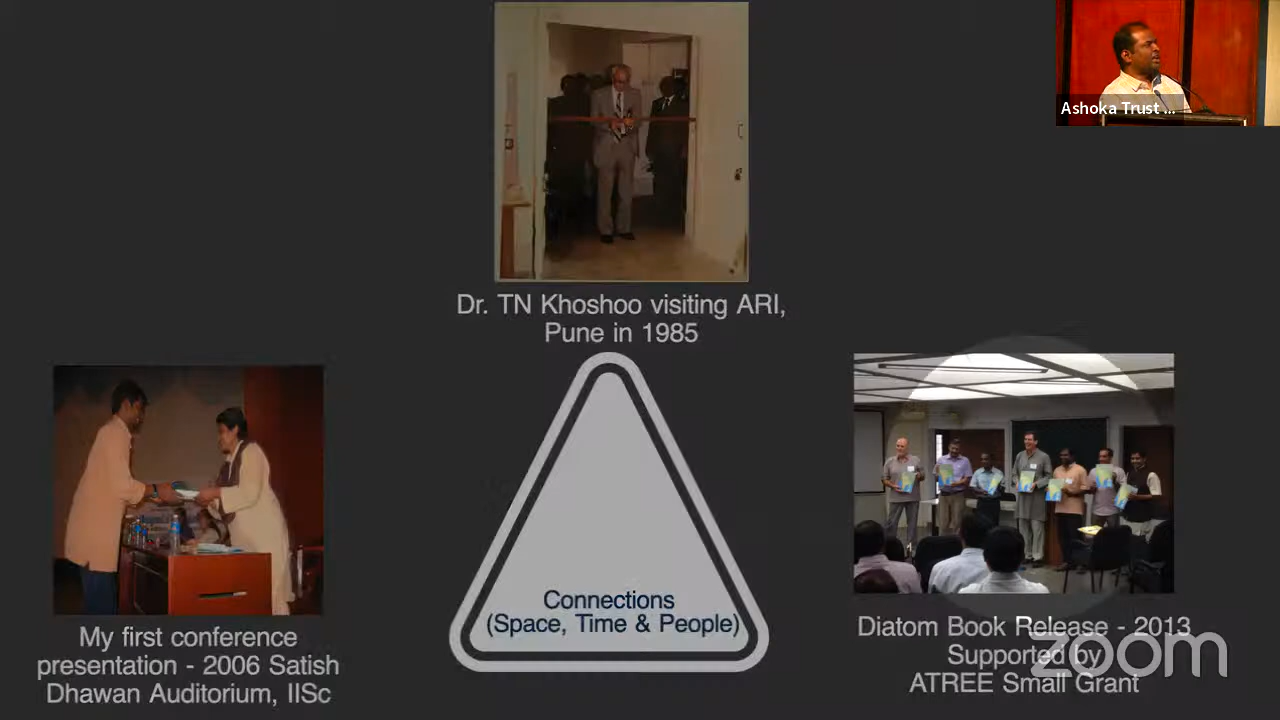 Ashoka Trust ...
Dr. TN Khoshoo visiting ARI,
Pune in 1985
Connections
(Space, Time & People)
My first conference
presentation - 2006 Satish
Dhawan Auditorium, IISc
Diatom Book Release - 2013
Supported by
ATREE Small Grant
zoom